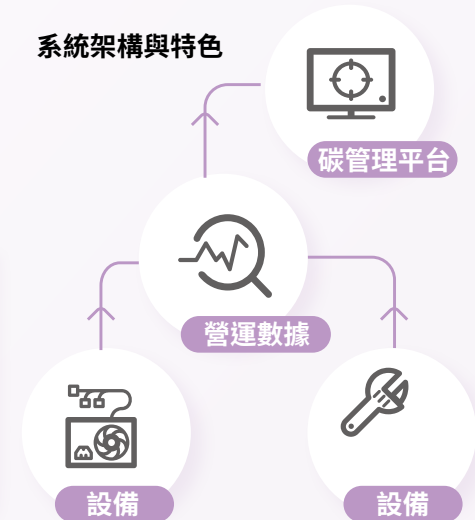 系統架構與特色
碳管理平台
營運數據
設備
設備